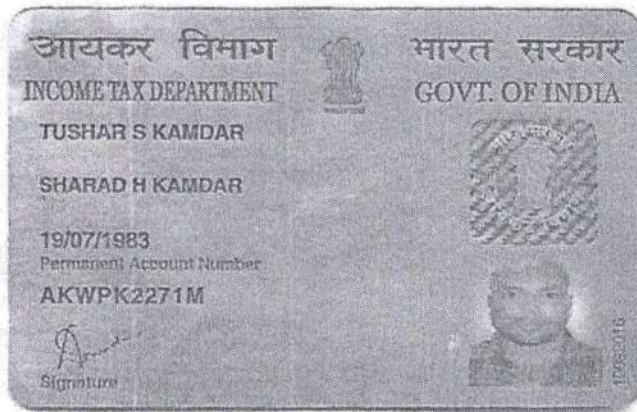 आयकर विभाग
भारत सरकार
INCOME TAX DEPARTMENT
GOVT. OF INDIA
TUSHAR S KAMDAR
SHARAD H KAMDAR
19/07/1983
Permanent Account Number
AKWPK2271M
Signature